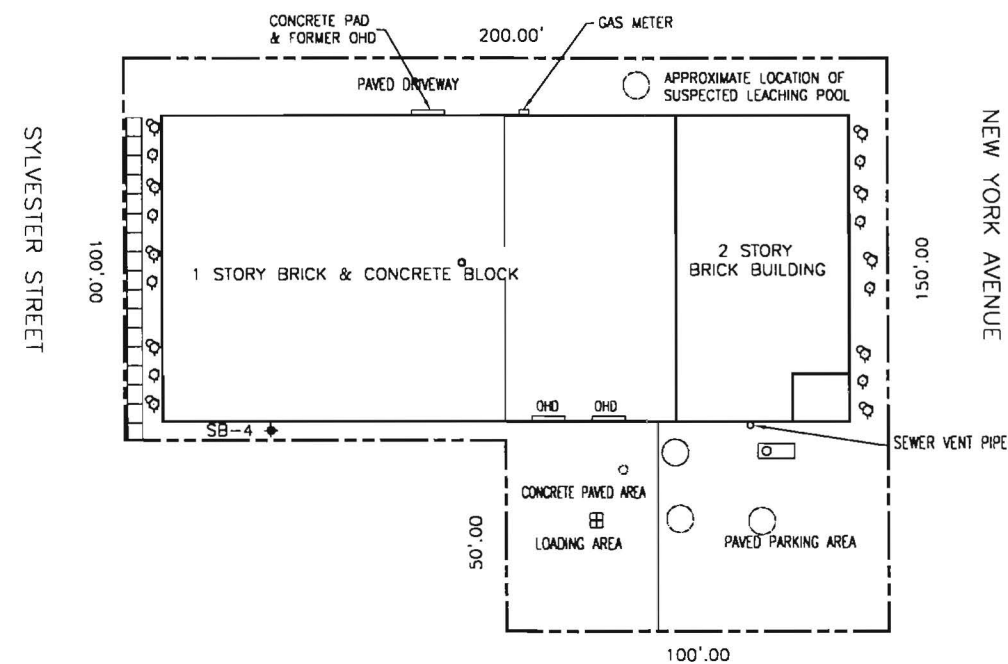 CONCRETE PAD
& FORMER OHD
200.00'
GAS METER
PAVED DRIVEWAY
APPROXIMATE LOCATION OF
SUSPECTED LEACHING POOL
SYLVESTER STREET
100'.00
1 STORY BRICK & CONCRETE BLOCK
2 STORY
BRICK BUILDING
150'.00
NEW YORK AVENUE
OHD
OHD
SB-4
SEWER VENT PIPE
CONCRETE PAVED AREA
LOADING AREA
PAVED PARKING AREA
50'.00
100'.00